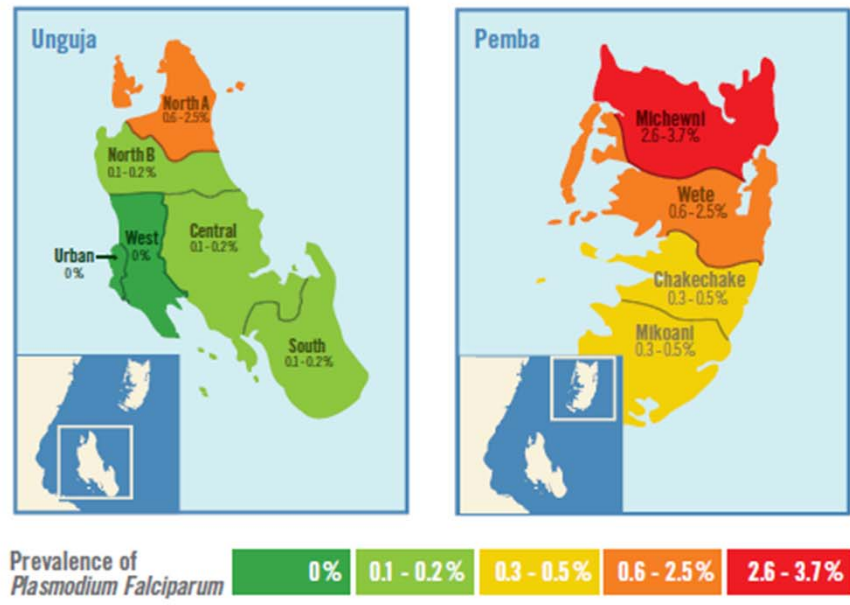 Unguja
North A
0.6 - 2.5%
North B
0.1 - 0.2%
West
0%
Urban
0%
Central
0.1 - 0.2%
South
0.1 - 0.2%
Pemba
Michewni
2.6 - 3.7%
Wete
0.6 - 2.5%
Chakechake
0.3 - 0.5%
Mikoani
0.3 - 0.5%
Prevalence of
Plasmodium Falciparum
0%
0.1 - 0.2%
0.3 - 0.5%
0.6 - 2.5%
2.6 - 3.7%